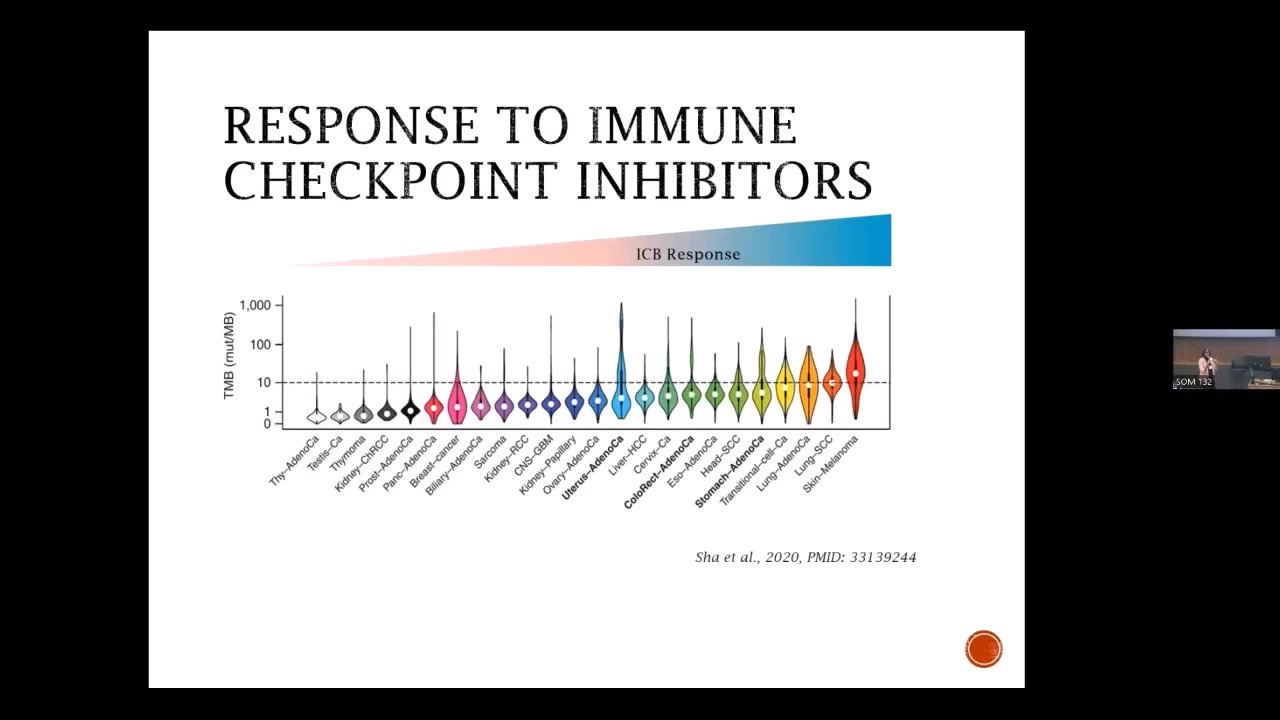 RESPONSE TO IMMUNE
CHECKPOINT INHIBITORS
ICB Response
TMB (mut/MB)
1,000
100
10
1
0
Thy–AdenoCa
Testis–Ca
Thymoma
Kidney–ChRCC
Prost–AdenoCa
Panc–AdenoCa
Breast–cancer
Biliary–AdenoCa
Sarcoma
Kidney–RCC
CNS–GBM
Kidney–Papillary
Ovary–AdenoCa
Uterus–AdenoCa
Liver–HCC
Cervix–Ca
ColoRect–AdenoCa
Eso–AdenoCa
Head–SCC
Stomach–AdenoCa
Transitional–cell–Ca
Lung–AdenoCa
Lung–SCC
Skin–Melanoma
Sha et al., 2020, PMID: 33139244
SOM 132